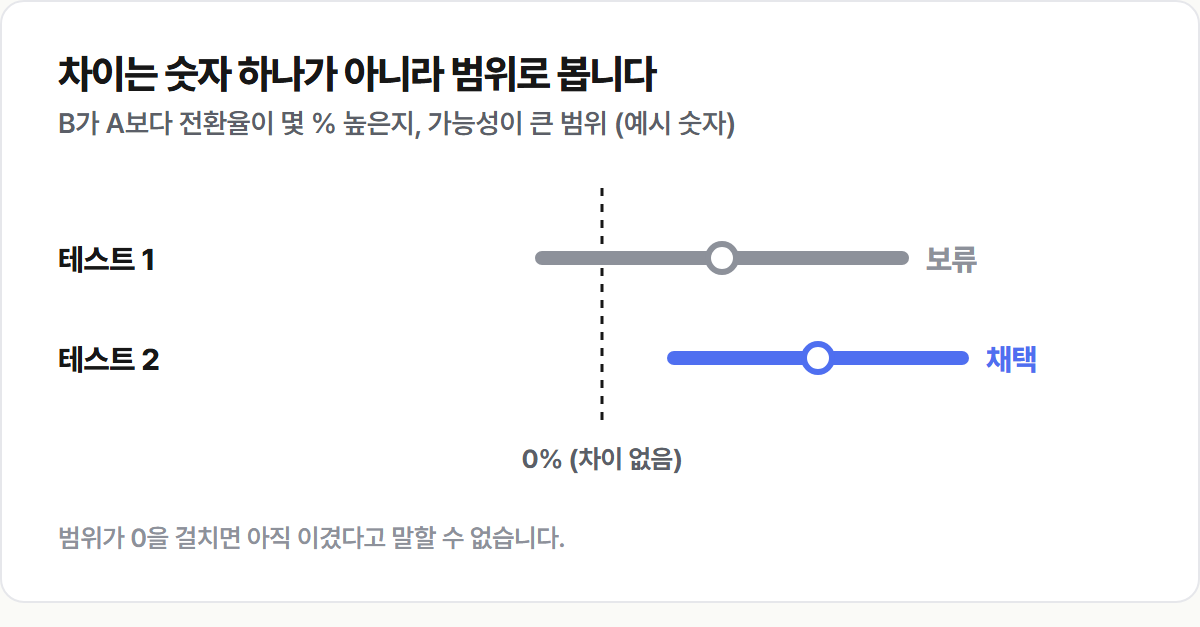 차이는 숫자 하나가 아니라 범위로 봅니다
B가 A보다 전환율이 몇 % 높은지, 가능성이 큰 범위 (예시 숫자)
테스트 1
보류
테스트 2
채택
0% (차이 없음)
범위가 0을 걸치면 아직 이겼다고 말할 수 없습니다.